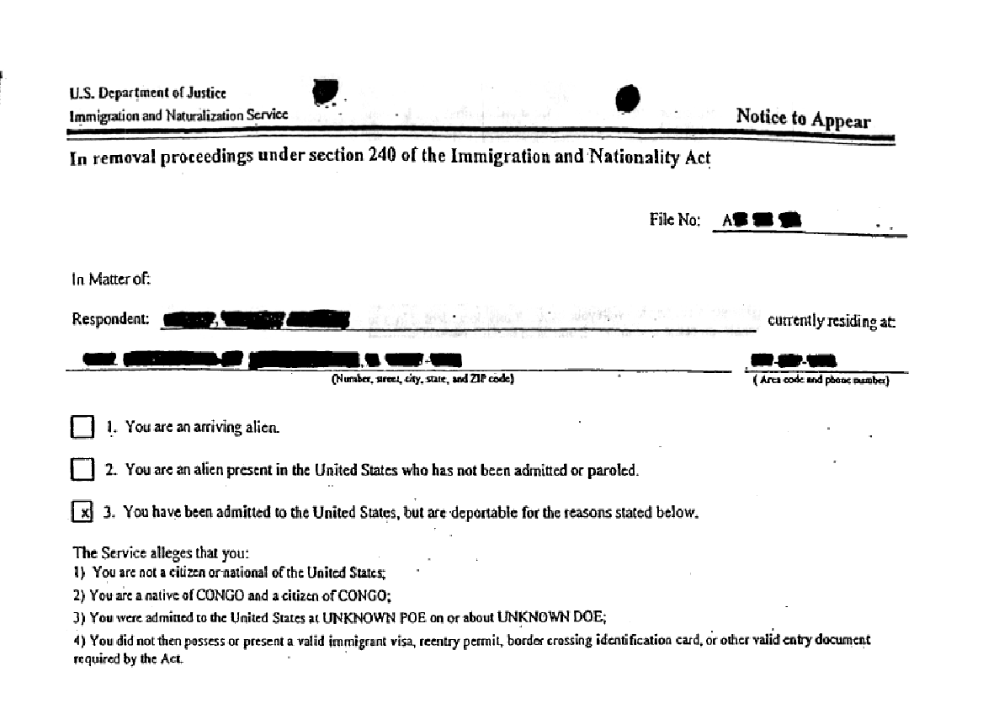 U.S. Department of Justice
Immigration and Naturalization Service
Notice to Appear
In removal proceedings under section 240 of the Immigration and Nationality Act
File No: A
In Matter of:
Respondent: currently residing at:
(Number, street, city, state, and ZIP code) (Area code and phone number)
1. You are an arriving alien.
2. You are an alien present in the United States who has not been admitted or paroled.
x 3. You have been admitted to the United States, but are deportable for the reasons stated below.
The Service alleges that you:
1) You are not a citizen or national of the United States;
2) You are a native of CONGO and a citizen of CONGO;
3) You were admitted to the United States at UNKNOWN POE on or about UNKNOWN DOE;
4) You did not then possess or present a valid immigrant visa, reentry permit, border crossing identification card, or other valid entry document
required by the Act.